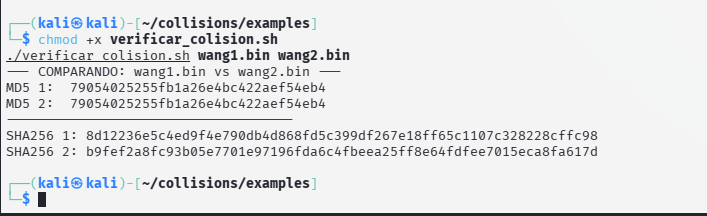 ┌──(kali㉿kali)-[~/collisions/examples]
└─$ chmod +x verificar_colision.sh
./verificar_colision.sh wang1.bin wang2.bin
--- COMPARANDO: wang1.bin vs wang2.bin ---
MD5 1:  79054025255fb1a26e4bc422aef54eb4
MD5 2:  79054025255fb1a26e4bc422aef54eb4
------------------------------------
SHA256 1: 8d12236e5c4ed9f4e790db4d868fd5c399df267e18ff65c1107c328228cffc98
SHA256 2: b9fef2a8fc93b05e7701e97196fda6c4fbeea25ff8e64fdfee7015eca8fa617d
┌──(kali㉿kali)-[~/collisions/examples]
└─$